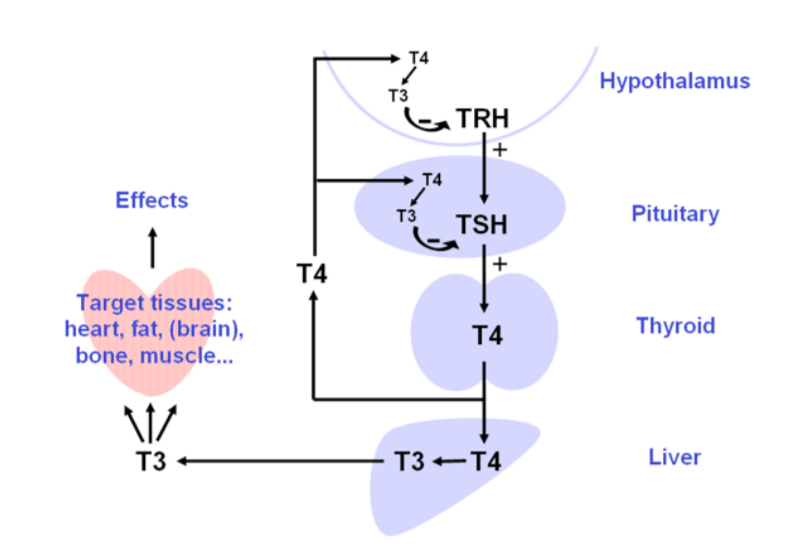 T4
T3
Hypothalamus
–
TRH
+
T4
Effects
T3
Pituitary
–
TSH
+
T4
Target tissues:
heart, fat, (brain),
bone, muscle...
T4
Thyroid
T3
T3
T4
Liver